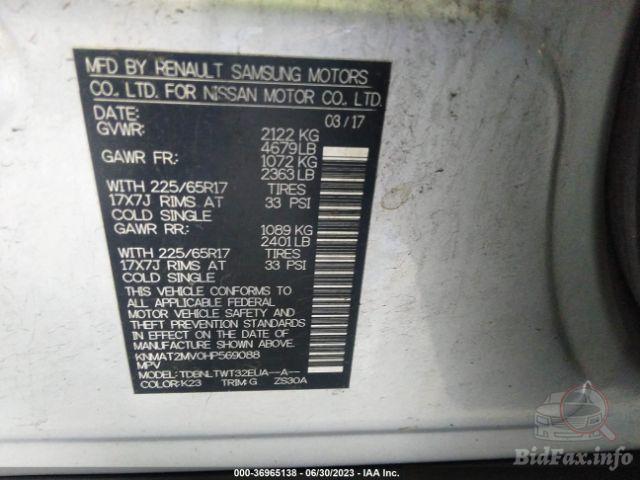 MFD BY RENAULT SAMSUNG MOTORS
CO., LTD. FOR NISSAN MOTOR CO., LTD.
DATE: 03/17
GVWR: 2122 KG
4679 LB
GAWR FR: 1072 KG
2363 LB
WITH 225/65R17 TIRES
17X7J RIMS AT 33 PSI
COLD SINGLE
GAWR RR: 1089 KG
2401 LB
WITH 225/65R17 TIRES
17X7J RIMS AT 33 PSI
COLD SINGLE
THIS VEHICLE CONFORMS TO
ALL APPLICABLE FEDERAL
MOTOR VEHICLE SAFETY AND
THEFT PREVENTION STANDARDS
IN EFFECT ON THE DATE OF
MANUFACTURE SHOWN ABOVE.
KNMAT2MV0HP569088
MPV
MODEL: TDBNLTWT32EUA--A--
COLOR: K23 TRIM: G ZS30A
BidFax.info
000-36965138 - 06/30/2023 - IAA Inc.